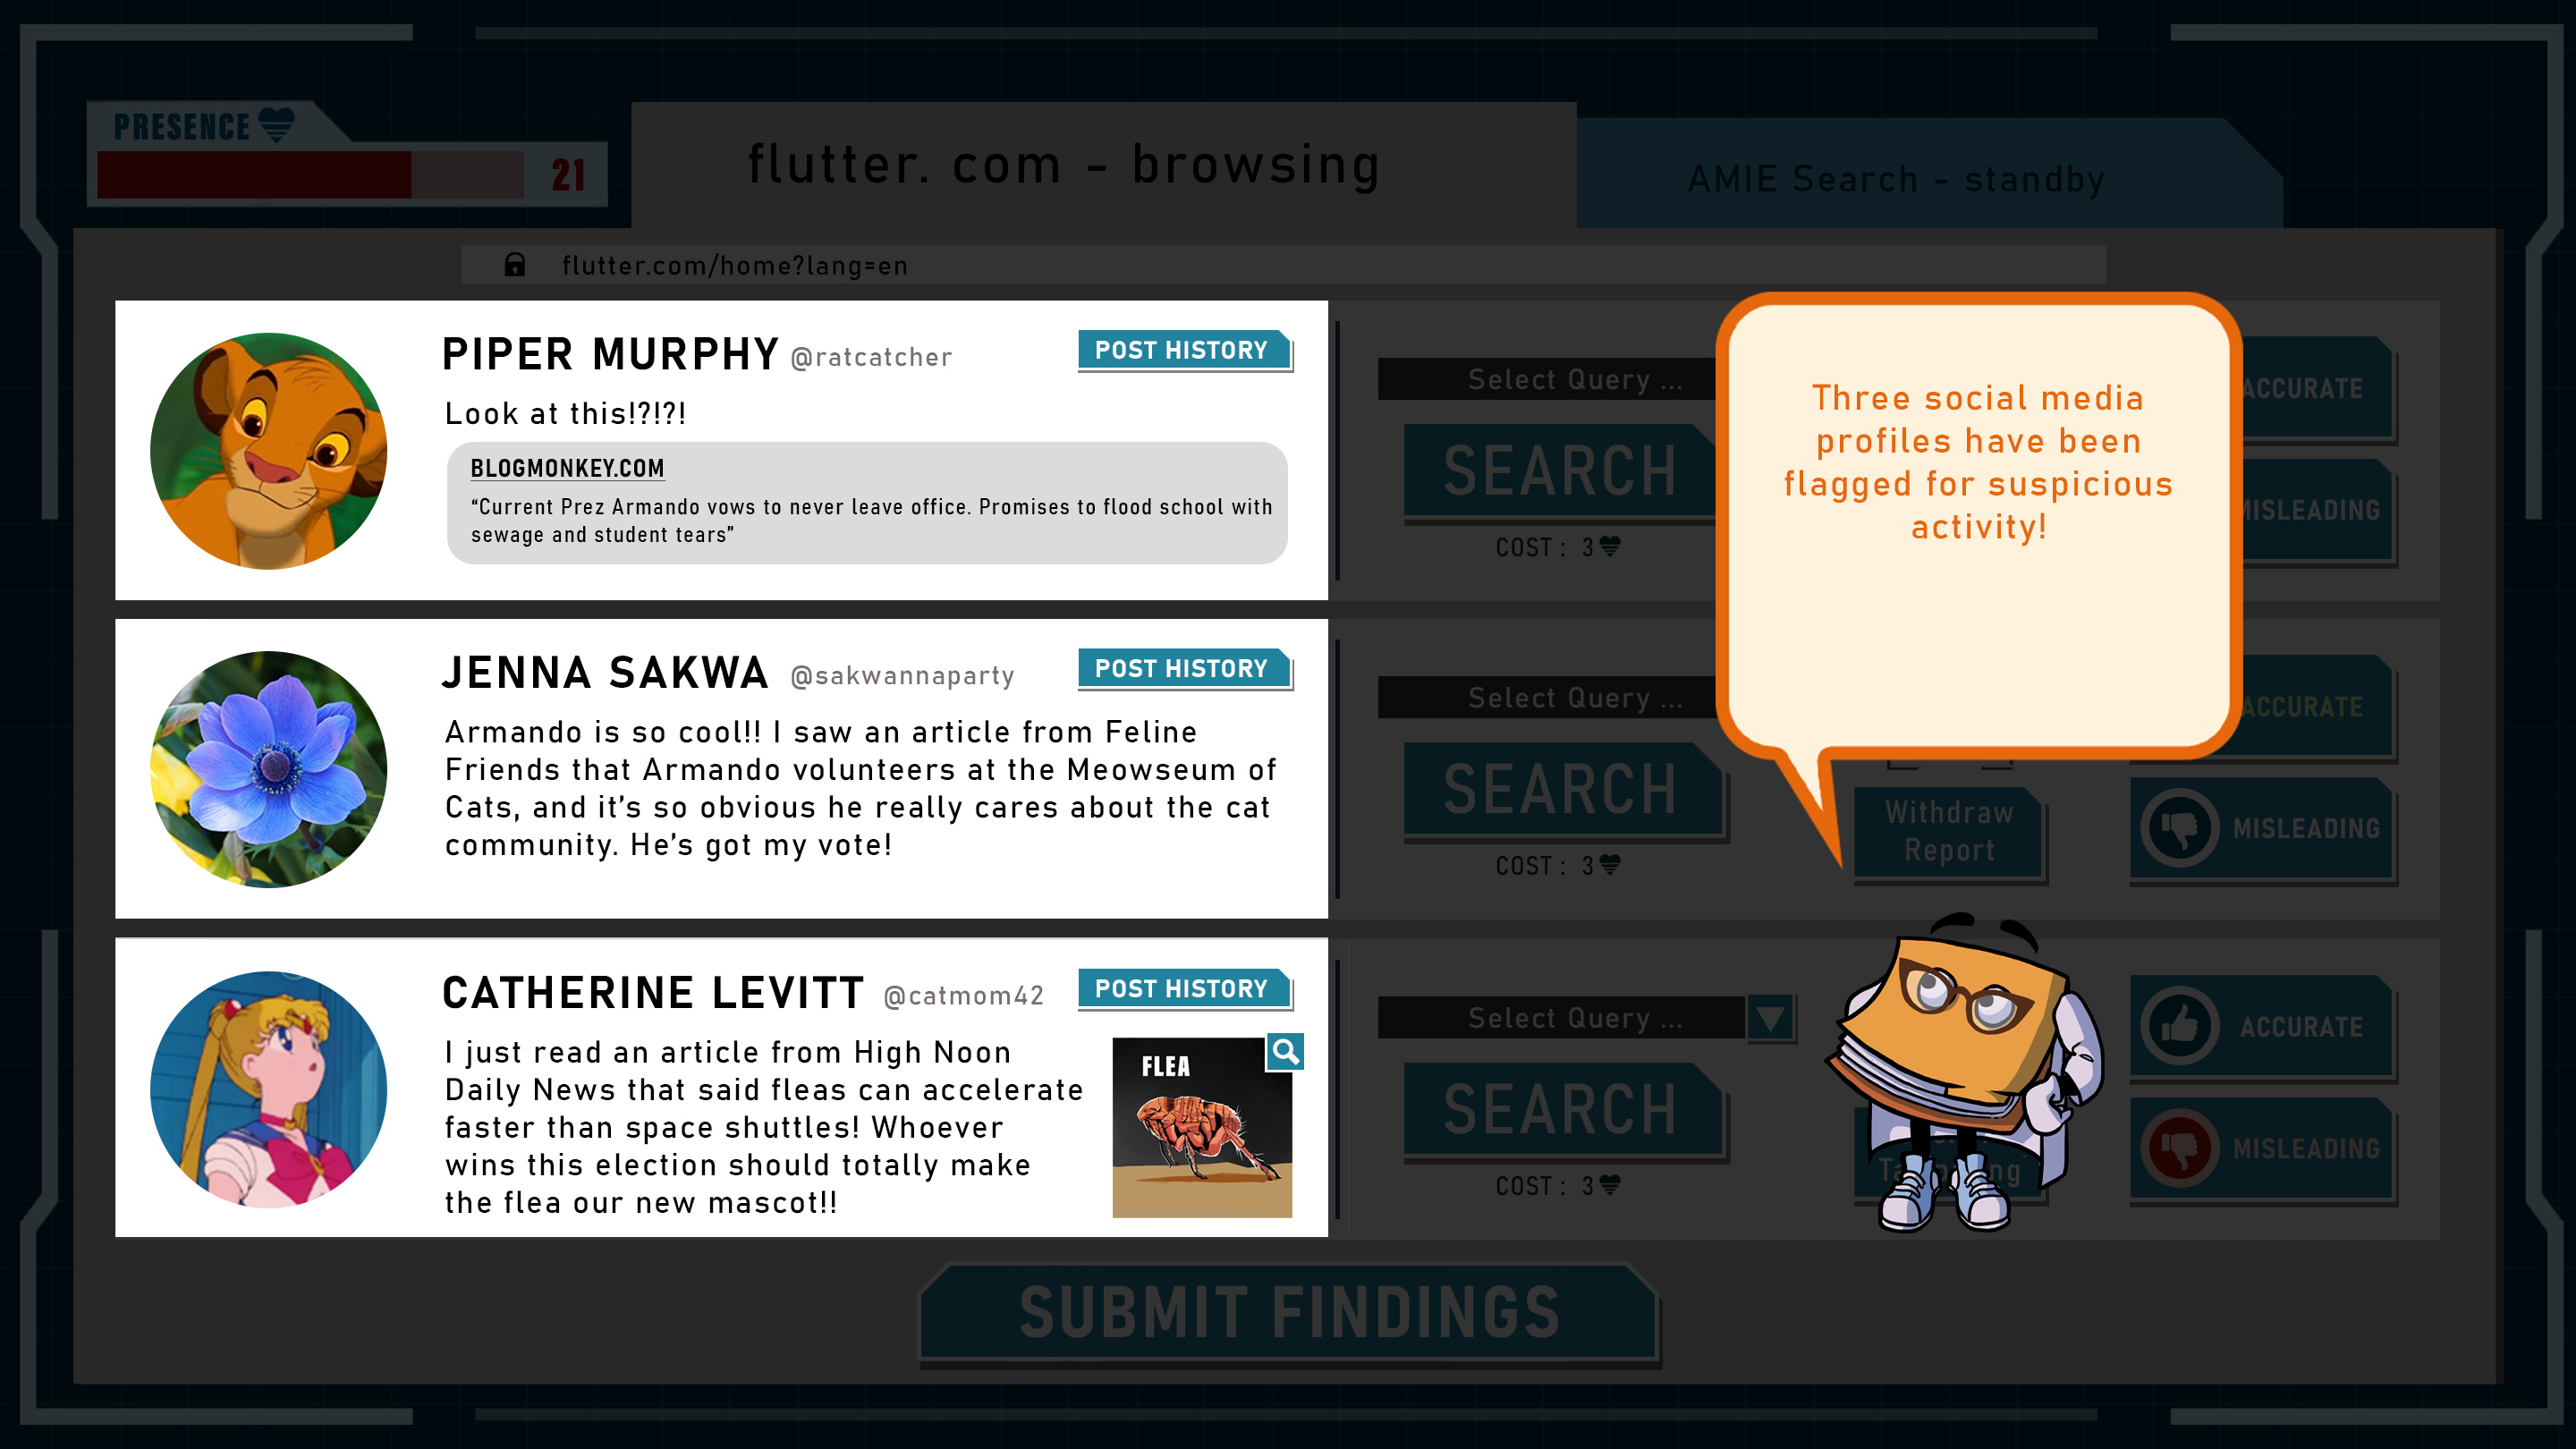 PRESENCE
21
flutter. com - browsing
AMIE Search - standby
flutter.com/home?lang=en
PIPER MURPHY @ratcatcher
POST HISTORY
Look at this!?!?!
BLOGMONKEY.COM
“Current Prez Armando vows to never leave office. Promises to flood school with
sewage and student tears”
Select Query ...
SEARCH
COST : 3
ACCURATE
MISLEADING
Three social media
profiles have been
flagged for suspicious
activity!
JENNA SAKWA @sakwannaparty
POST HISTORY
Armando is so cool!! I saw an article from Feline
Friends that Armando volunteers at the Meowseum of
Cats, and it’s so obvious he really cares about the cat
community. He’s got my vote!
Select Query ...
SEARCH
COST : 3
Withdraw
Report
ACCURATE
MISLEADING
CATHERINE LEVITT @catmom42
POST HISTORY
I just read an article from High Noon
Daily News that said fleas can accelerate
faster than space shuttles! Whoever
wins this election should totally make
the flea our new mascot!!
FLEA
Select Query ...
SEARCH
COST : 3
ACCURATE
MISLEADING
SUBMIT FINDINGS